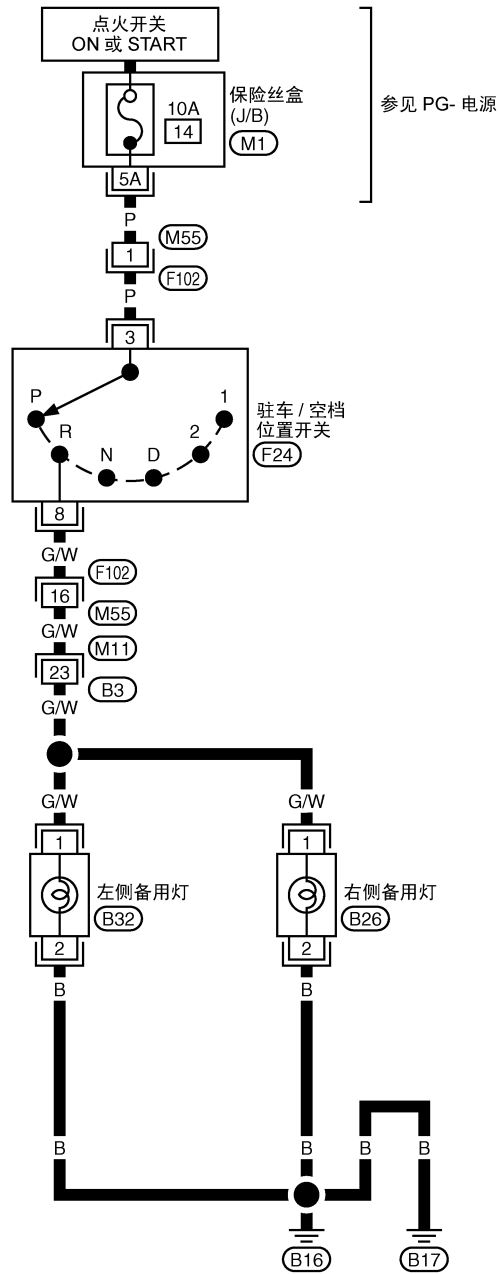 点火开关
ON 或 START
10A
14
保险丝盒
(J/B)
M1
参见 PG- 电源
5A
P
M55
1
F102
P
3
P
R
N
D
2
1
驻车 / 空档
位置开关
F24
8
G/W
F102
16
M55
G/W
M11
23
B3
G/W
G/W
G/W
1
1
左侧备用灯
B32
右侧备用灯
B26
2
2
B
B
B
B
B
B
B16
B17